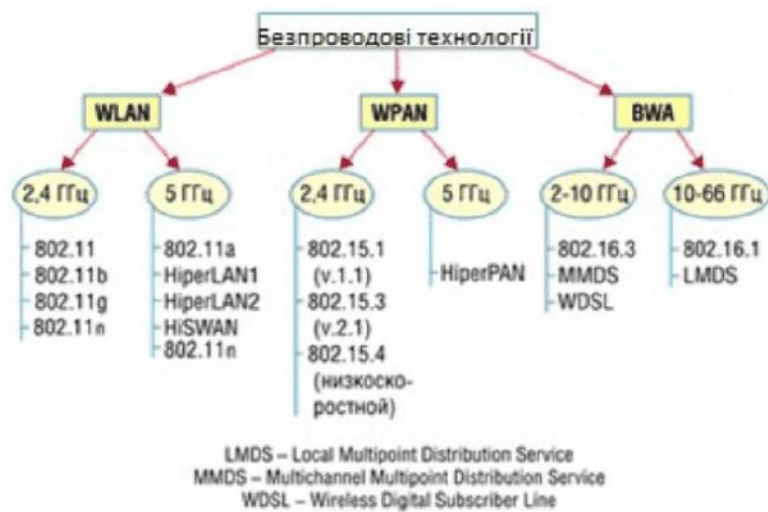 Безпроводові технології
WLAN
WPAN
BWA
2,4 ГГц
5 ГГц
2,4 ГГц
5 ГГц
2-10 ГГц
10-66 ГГц
802.11
802.11b
802.11g
802.11n
802.11a
HiperLAN1
HiperLAN2
HiSWAN
802.11n
802.15.1
(v.1.1)
802.15.3
(v.2.1)
802.15.4
(низкоско-
ростной)
HiperPAN
802.16.3
MMDS
WDSL
802.16.1
LMDS
LMDS – Local Multipoint Distribution Service
MMDS – Multichannel Multipoint Distribution Service
WDSL – Wireless Digital Subscriber Line